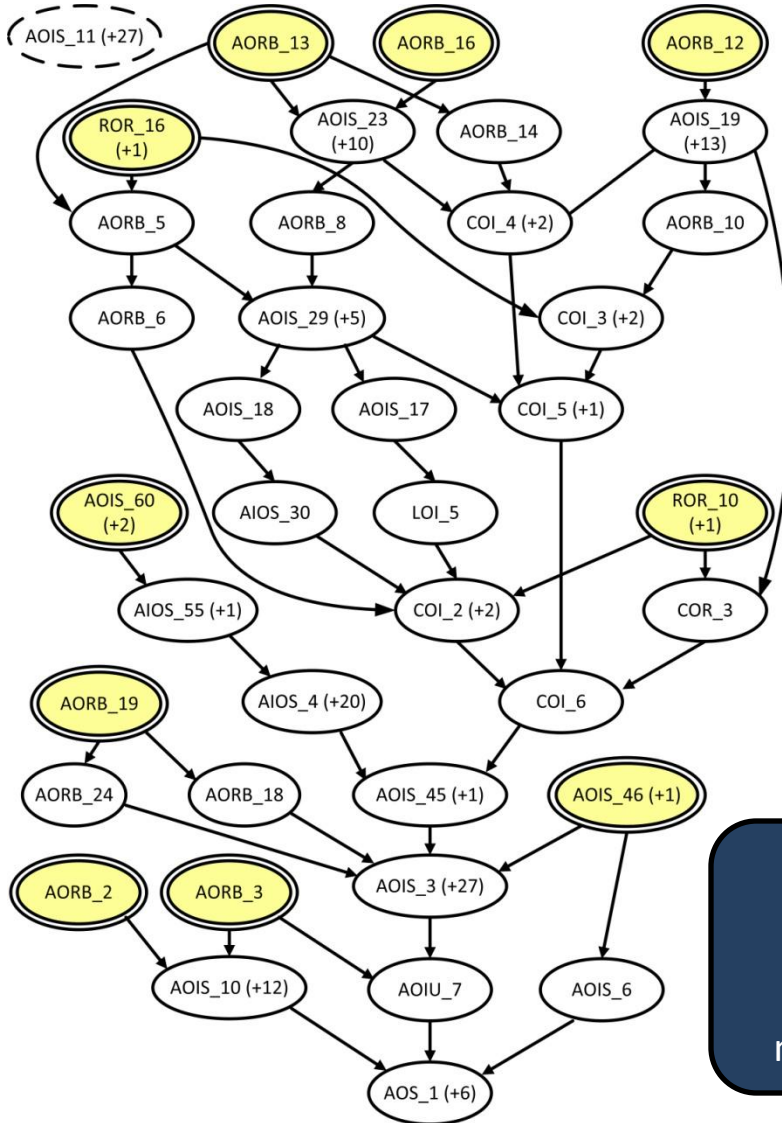 AOIS_11 (+27)
AORB_13
AORB_16
AORB_12
ROR_16
(+1)
AOIS_23
(+10)
AORB_14
AOIS_19
(+13)
AORB_5
AORB_8
COI_4 (+2)
AORB_10
AORB_6
AOIS_29 (+5)
COI_3 (+2)
AOIS_18
AOIS_17
COI_5 (+1)
AOIS_60
(+2)
AIOS_30
LOI_5
ROR_10
(+1)
AIOS_55 (+1)
COI_2 (+2)
COR_3
AORB_19
AIOS_4 (+20)
COI_6
AORB_24
AORB_18
AOIS_45 (+1)
AOIS_46 (+1)
AOIS_3 (+27)
AORB_2
AORB_3
AOIS_10 (+12)
AOIU_7
AOIS_6
AOS_1 (+6)